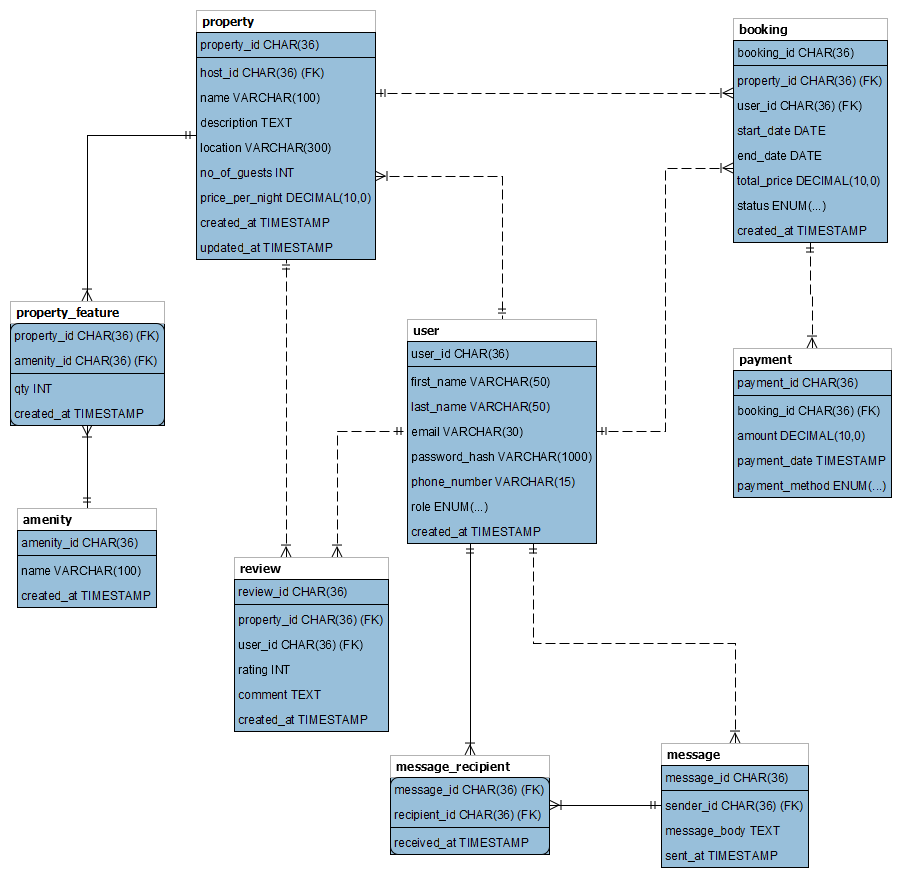 property
property_id CHAR(36)
host_id CHAR(36) (FK)
name VARCHAR(100)
description TEXT
location VARCHAR(300)
no_of_guests INT
price_per_night DECIMAL(10,0)
created_at TIMESTAMP
updated_at TIMESTAMP
booking
booking_id CHAR(36)
property_id CHAR(36) (FK)
user_id CHAR(36) (FK)
start_date DATE
end_date DATE
total_price DECIMAL(10,0)
status ENUM(...)
created_at TIMESTAMP
property_feature
property_id CHAR(36) (FK)
amenity_id CHAR(36) (FK)
qty INT
created_at TIMESTAMP
user
user_id CHAR(36)
first_name VARCHAR(50)
last_name VARCHAR(50)
email VARCHAR(30)
password_hash VARCHAR(1000)
phone_number VARCHAR(15)
role ENUM(...)
created_at TIMESTAMP
payment
payment_id CHAR(36)
booking_id CHAR(36) (FK)
amount DECIMAL(10,0)
payment_date TIMESTAMP
payment_method ENUM(...)
amenity
amenity_id CHAR(36)
name VARCHAR(100)
created_at TIMESTAMP
review
review_id CHAR(36)
property_id CHAR(36) (FK)
user_id CHAR(36) (FK)
rating INT
comment TEXT
created_at TIMESTAMP
message_recipient
message_id CHAR(36) (FK)
recipient_id CHAR(36) (FK)
received_at TIMESTAMP
message
message_id CHAR(36)
sender_id CHAR(36) (FK)
message_body TEXT
sent_at TIMESTAMP